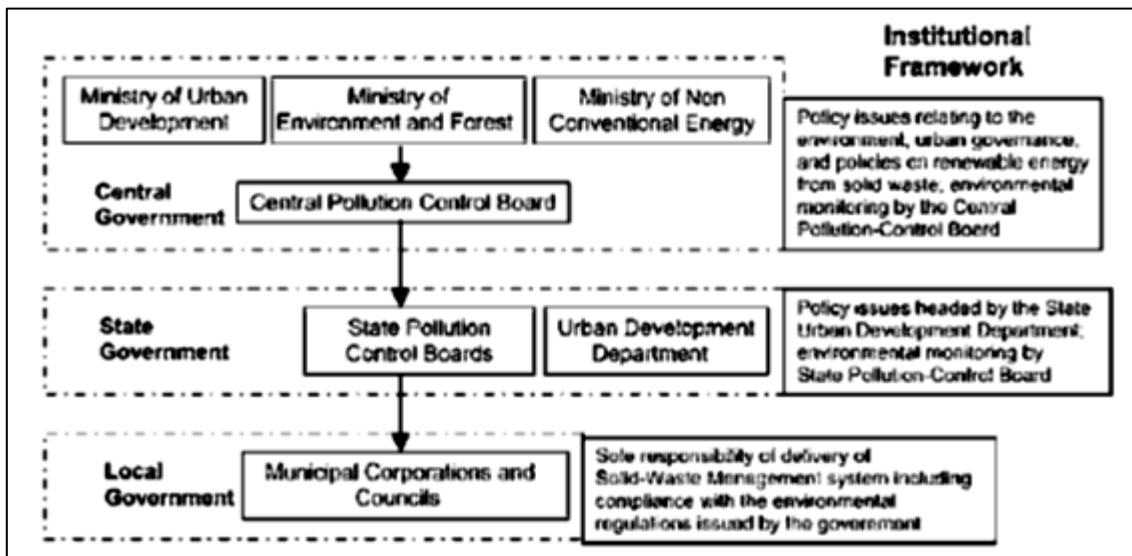 Institutional
Framework
Ministry of Urban
Development
Ministry of
Environment and Forest
Ministry of Non
Conventional Energy
Policy issues relating to the
environment, urban governance,
and policies on renewable energy
from solid waste, environmental
monitoring by the Central
Pollution-Control Board
Central
Government
Central Pollution Control Board
State
Government
State Pollution
Control Boards
Urban Development
Department
Policy issues headed by the State
Urban Development Department;
environmental monitoring by
State Pollution-Control Board
Local
Government
Municipal Corporations and
Councils
Sole responsibility of delivery of
Solid-Waste Management system including
compliance with the environmental
regulations issued by the government